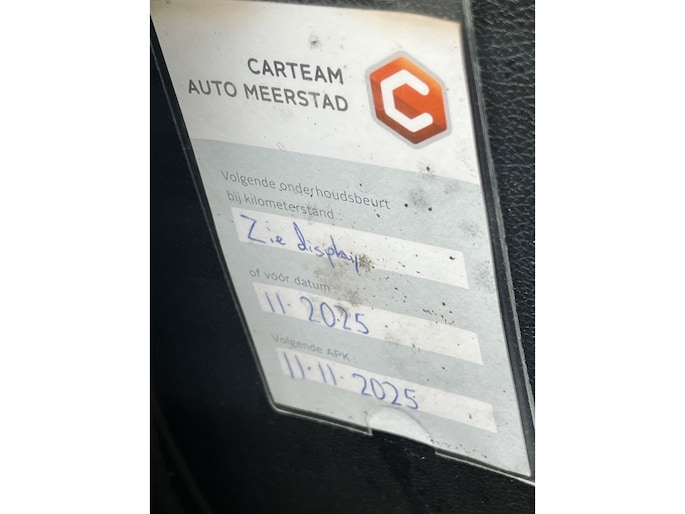 CARTEAM
AUTO MEERSTAD
C
Volgende onderhoudsbeurt
bij kilometerstand :
Zie display
of vóór datum :
11-2025
Volgende APK :
11-11-2025